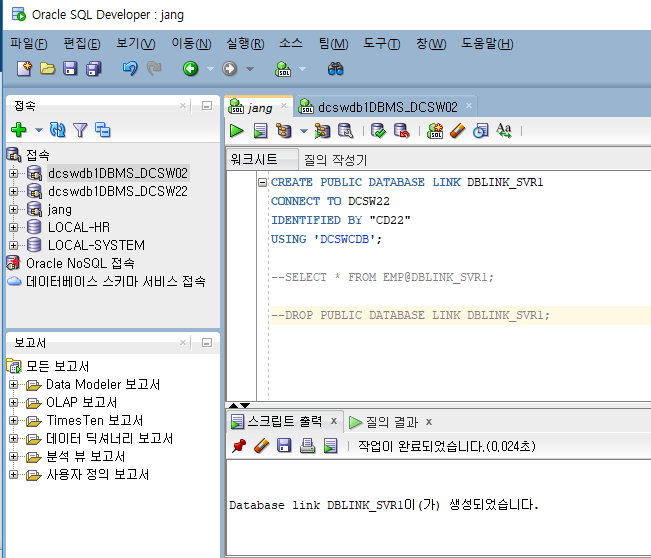 Oracle SQL Developer : jang
파일(F) 편집(E) 보기(V) 이동(N) 실행(R) 소스 팀(M) 도구(T) 창(W) 도움말(H)
접속
접속
dcswdb1DBMS_DCSW02
dcswdb1DBMS_DCSW22
jang
LOCAL-HR
LOCAL-SYSTEM
Oracle NoSQL 접속
데이터베이스 스키마 서비스 접속
보고서
모든 보고서
Data Modeler 보고서
OLAP 보고서
TimesTen 보고서
데이터 딕셔너리 보고서
분석 뷰 보고서
사용자 정의 보고서
jang dcswdb1DBMS_DCSW02
워크시트 질의 작성기
CREATE PUBLIC DATABASE LINK DBLINK_SVR1
CONNECT TO DCSW22
IDENTIFIED BY "CD22"
USING 'DCSWCDB';
--SELECT * FROM EMP@DBLINK_SVR1;
--DROP PUBLIC DATABASE LINK DBLINK_SVR1;
스크립트 출력 x 질의 결과 x
작업이 완료되었습니다.(0.024초)
Database link DBLINK_SVR1이(가) 생성되었습니다.